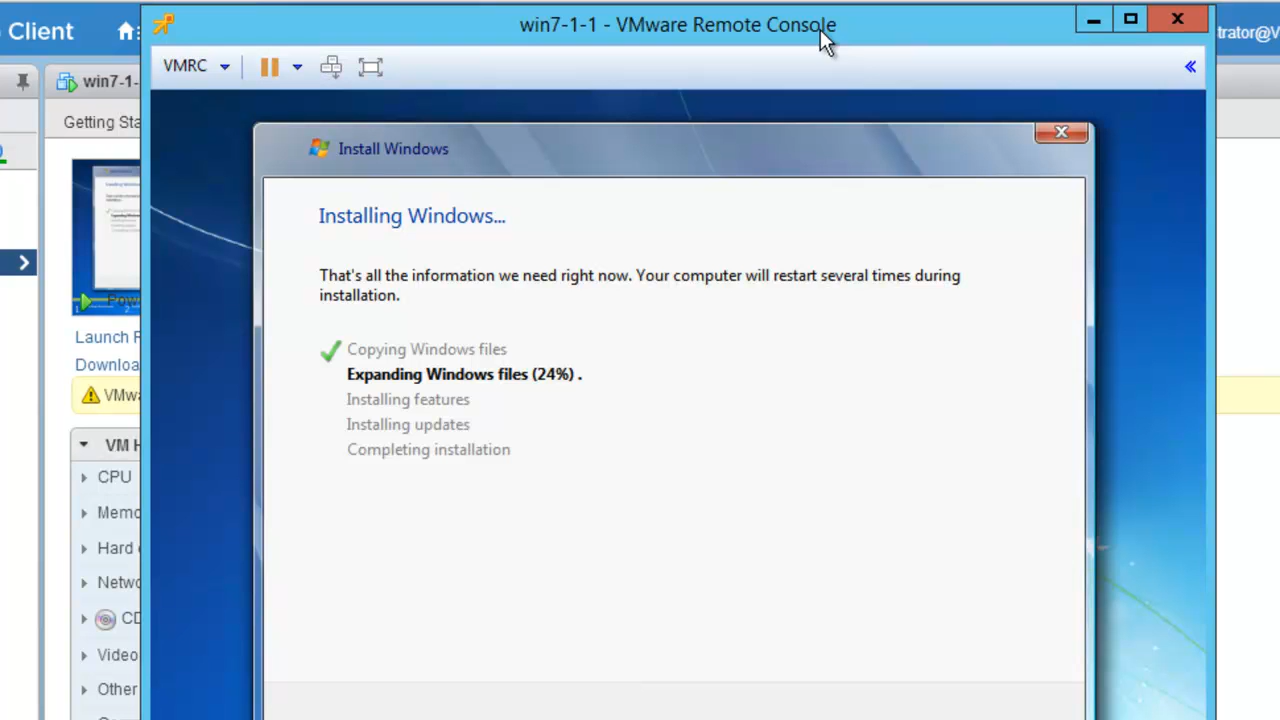 Client
win7-1-1 - VMware Remote Console
trator@V
VMRC
win7-1-
Getting Sta
Install Windows
Installing Windows...
That's all the information we need right now. Your computer will restart several times during
installation.
Copying Windows files
Expanding Windows files (24%) .
Installing features
Installing updates
Completing installation
Launch R
Downloa
VMwa
VM H
CPU
Memo
Hard
Netwo
CD
Video
Other